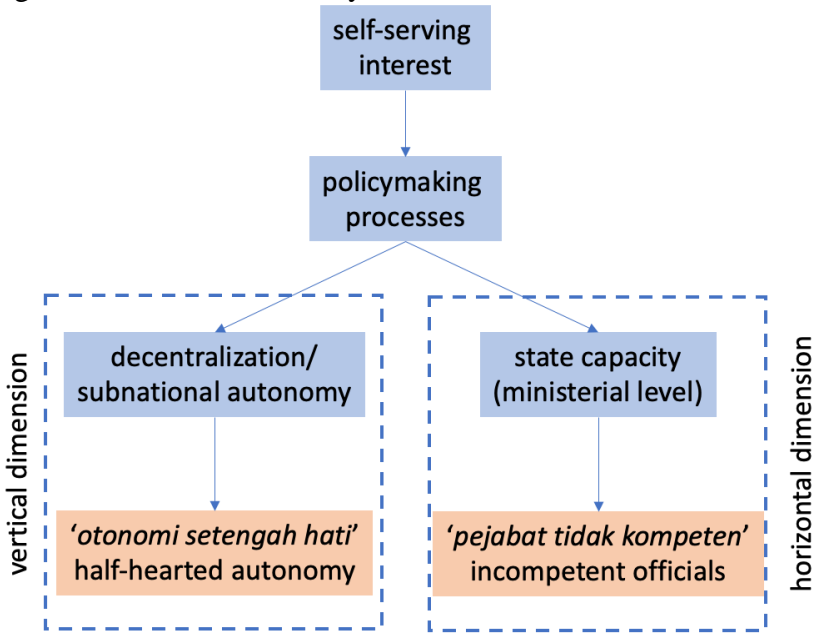 self-serving
interest
policymaking
processes
decentralization/
subnational autonomy
state capacity
(ministerial level)
vertical dimension
horizontal dimension
‘otonomi setengah hati’
half-hearted autonomy
‘pejabat tidak kompeten’
incompetent officials